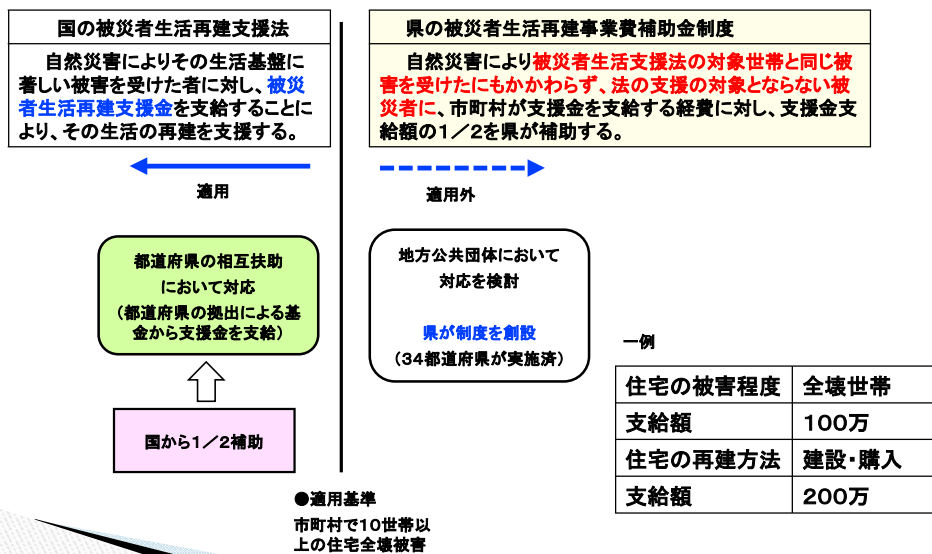 国の被災者生活再建支援法
自然災害によりその生活基盤に
著しい被害を受けた者に対し、被災
者生活再建支援金を支給することに
より、その生活の再建を支援する。
県の被災者生活再建事業費補助金制度
自然災害により被災者生活支援法の対象世帯と同じ被
害を受けたにもかかわらず、法の支援の対象とならない被
災者に、市町村が支援金を支給する経費に対し、支援金支
給額の1／2を県が補助する。
適用
適用外
都道府県の相互扶助
において対応
（都道府県の拠出による基
金から支援金を支給）
国から1／2補助
地方公共団体において
対応を検討
県が制度を創設
（34都道府県が実施済）
●適用基準
市町村で10世帯以
上の住宅全壊被害
一例
住宅の被害程度 全壊世帯
支給額 100万
住宅の再建方法 建設・購入
支給額 200万